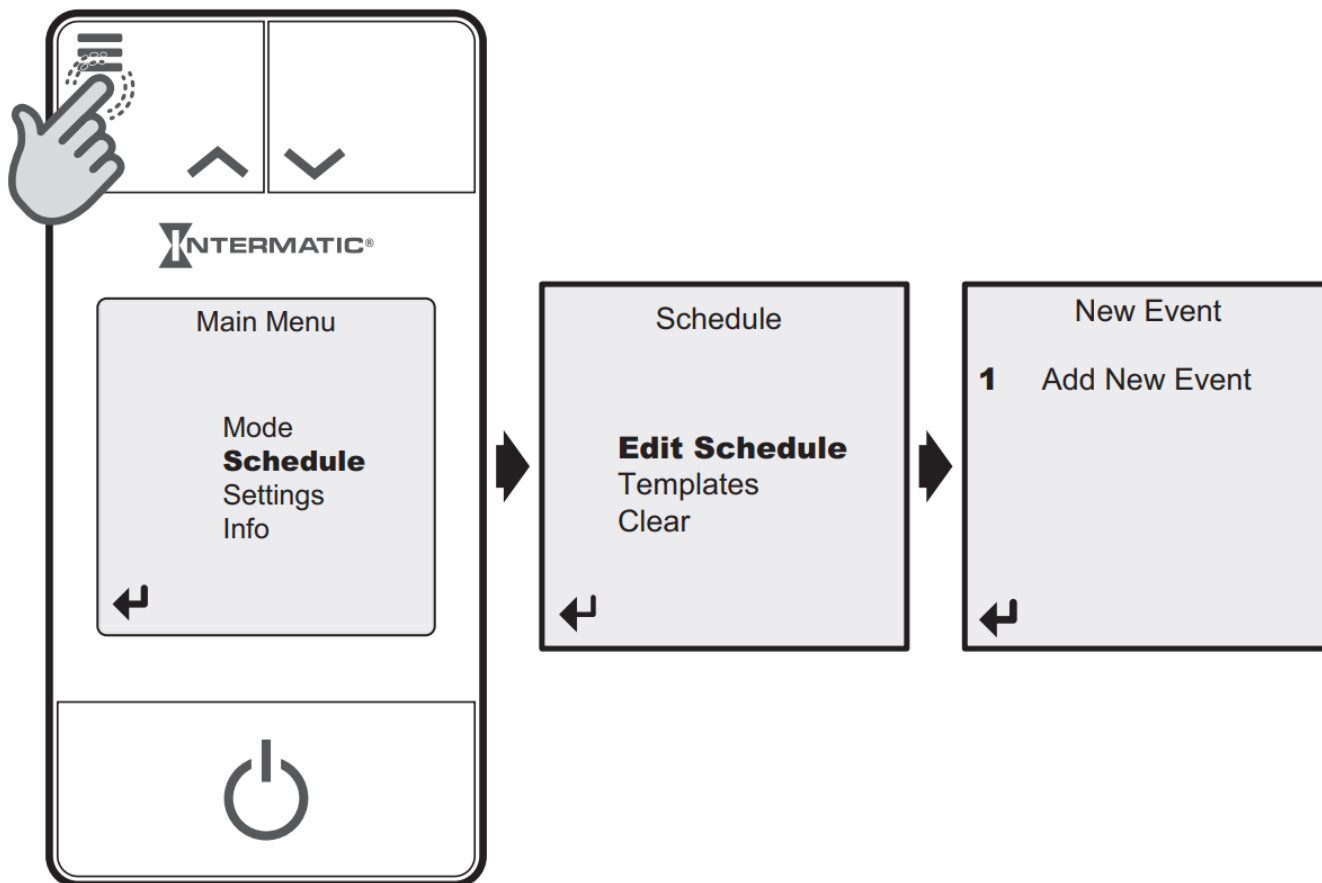 INTERMATIC®
Main Menu
Mode
Schedule
Settings
Info
Schedule
Edit Schedule
Templates
Clear
New Event
1 Add New Event